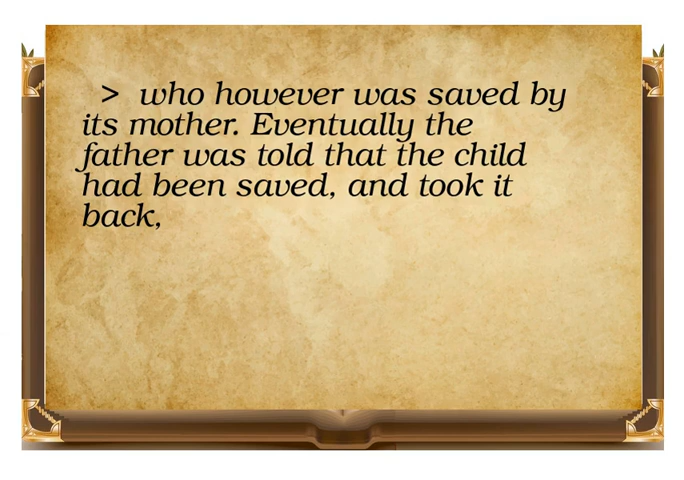 > who however was saved by
its mother. Eventually the
father was told that the child
had been saved, and took it
back,